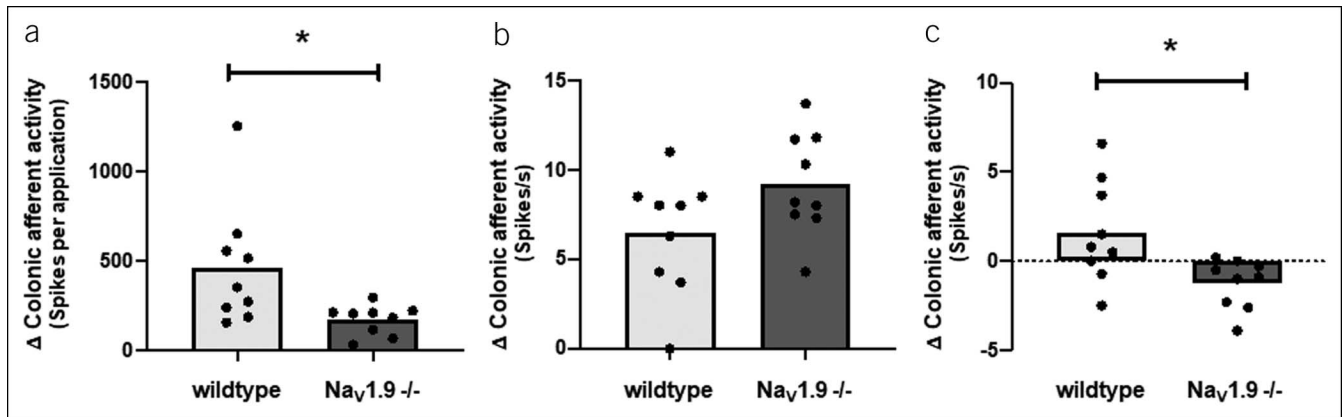 a
*
Δ Colonic afferent activity
(Spikes per application)
1500
1000
500
0
wildtype
Naᵥ1.9 -/-
b
Δ Colonic afferent activity
(Spikes/s)
15
10
5
0
wildtype
Naᵥ1.9 -/-
c
*
Δ Colonic afferent activity
(Spikes/s)
10
5
0
-5
wildtype
Naᵥ1.9 -/-